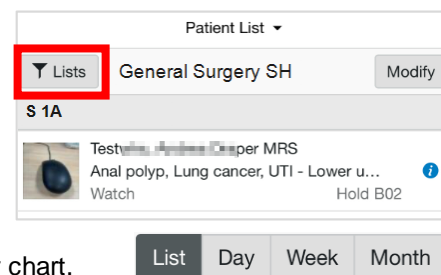 Patient List
Lists General Surgery SH Modify
S 1A
MRS
Anal polyp, Lung cancer, UTI - Lower u...
Watch Hold B02
chart.
List Day Week Month